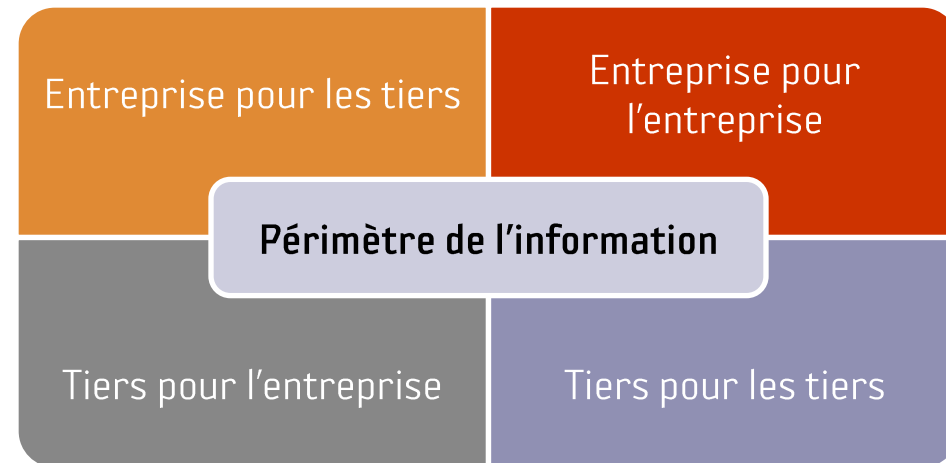 Entreprise pour les tiers
Entreprise pour
l'entreprise
Périmètre de l'information
Tiers pour l'entreprise
Tiers pour les tiers